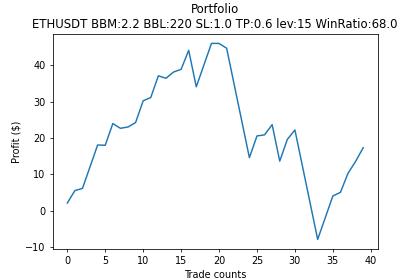 Portfolio
ETHUSDT BBM:2.2 BBL:220 SL:1.0 TP:0.6 lev:15 WinRatio:68.0
Profit ($)
40
30
20
10
0
−10
0 5 10 15 20 25 30 35 40
Trade counts